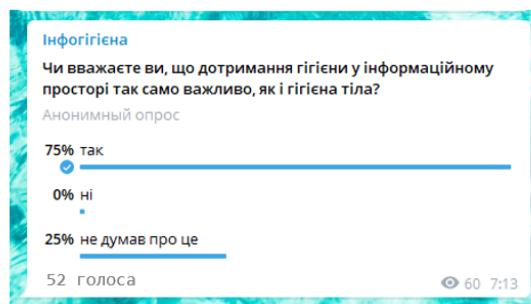 Інфогігієна
Чи вважаєте ви, що дотримання гігієни у інформаційному
просторі так само важливо, як і гігієна тіла?
Анонимный опрос
75% так
0% ні
25% не думав про це
52 голоса
60 7:13